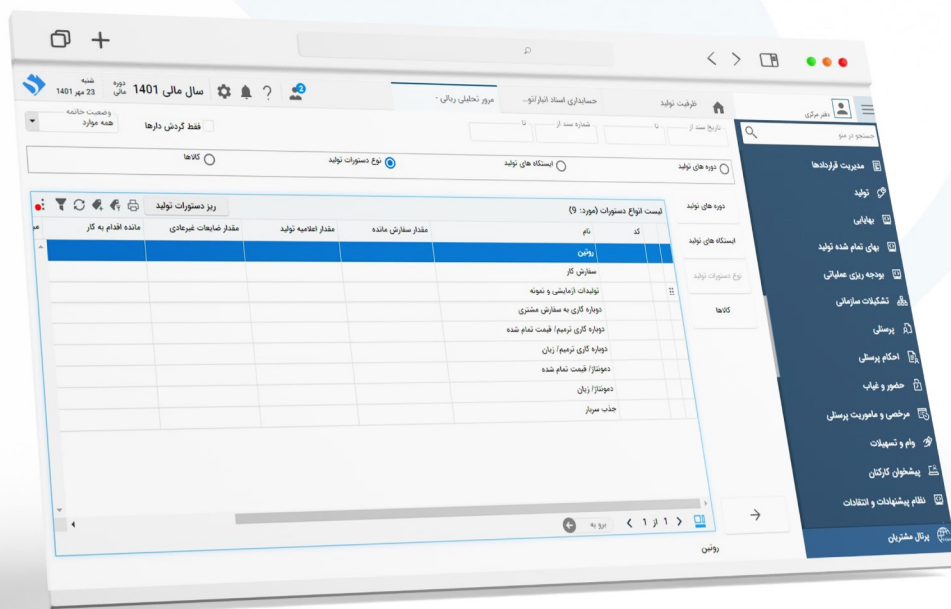 سال مالی 1401
دوره مالی
شنبه
23 مهر 1401
2
دفتر مرکزی
ظرفیت تولید
حسابداری اسناد انبار/تو...
مرور تحلیلی ریالی -
جستجو در منو
تاریخ سند از
تا
شماره سند از
تا
فقط گردش دارها
وضعیت خاتمه
همه موارد
دوره های تولید
ایستگاه های تولید
نوع دستورات تولید
کالاها
مدیریت قراردادها
تولید
بهایابی
بهای تمام شده تولید
بودجه ریزی عملیاتی
تشکیلات سازمانی
پرسنلی
احکام پرسنلی
حضور و غیاب
مرخصی و ماموریت پرسنلی
وام و تسهیلات
پیشخوان کارکنان
نظام پیشنهادات و انتقادات
پرتال مشتریان
دوره های تولید
ایستگاه های تولید
نوع دستورات تولید
کالاها
لیست انواع دستورات (مورد: 9)
ریز دستورات تولید
کد
نام
مقدار سفارش مانده
مقدار اعلامیه تولید
مقدار ضایعات غیرعادی
مانده اقدام به کار
روتین
سفارش کار
تولیدات آزمایشی و نمونه
دوباره کاری به سفارش مشتری
دوباره کاری ترمیم/ قیمت تمام شده
دوباره کاری ترمیم/ زیان
دمونتاژ/ قیمت تمام شده
دمونتاژ/ زیان
جذب سربار
1 از 1
برو به
روتین